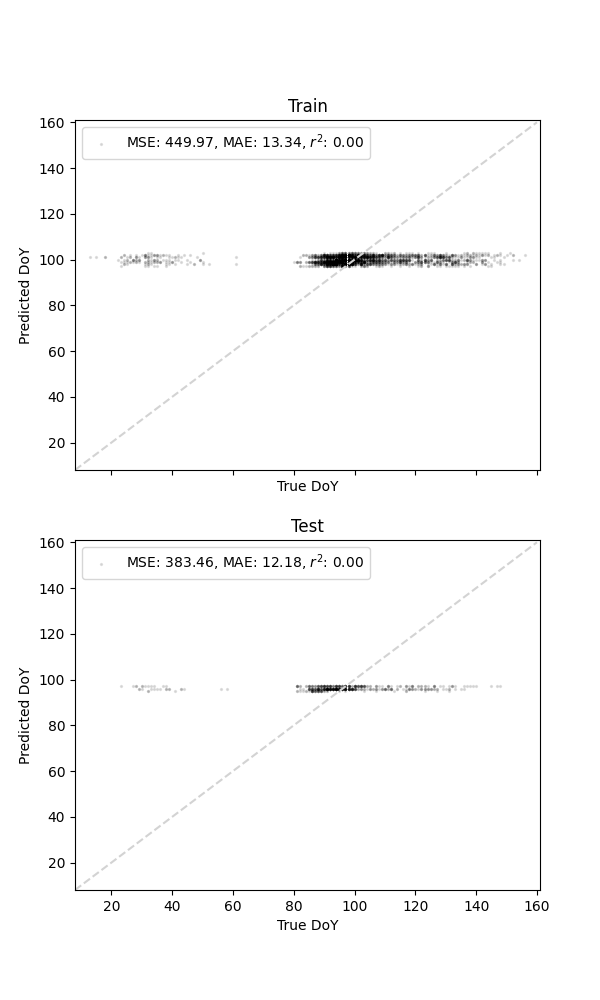 Train
MSE: 449.97, MAE: 13.34, r²: 0.00
160
140
120
100
80
60
40
20
Predicted DoY
True DoY
Test
MSE: 383.46, MAE: 12.18, r²: 0.00
160
140
120
100
80
60
40
20
Predicted DoY
20 40 60 80 100 120 140 160
True DoY